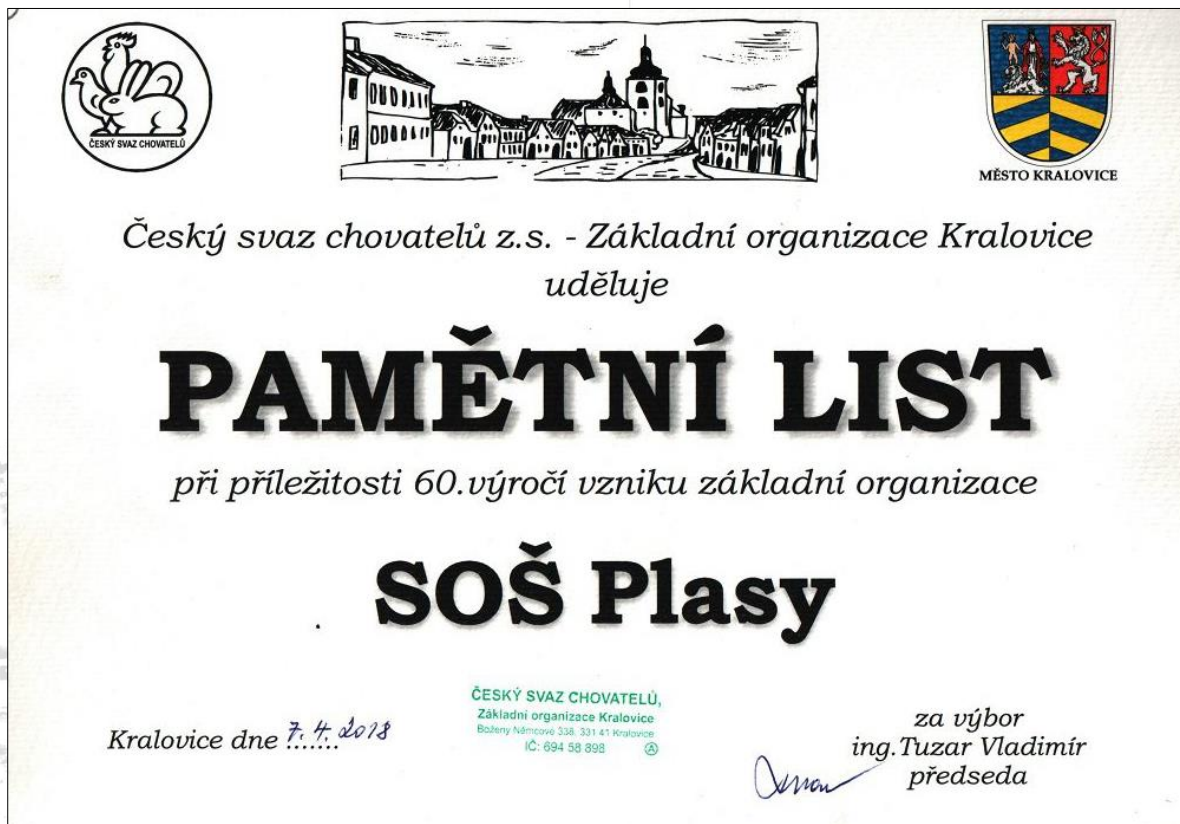 ČESKÝ SVAZ CHOVATELŮ
MĚSTO KRALOVICE
Český svaz chovatelů z.s. - Základní organizace Kralovice
uděluje
PAMĚTNÍ LIST
při příležitosti 60.výročí vzniku základní organizace
SOŠ Plasy
Kralovice dne 7. 4. 2018
ČESKÝ SVAZ CHOVATELŮ,
Základní organizace Kralovice
Boženy Němcové 338, 331 41 Kralovice
IČ: 694 58 898 Ⓐ
za výbor
ing.Tuzar Vladimír
předseda